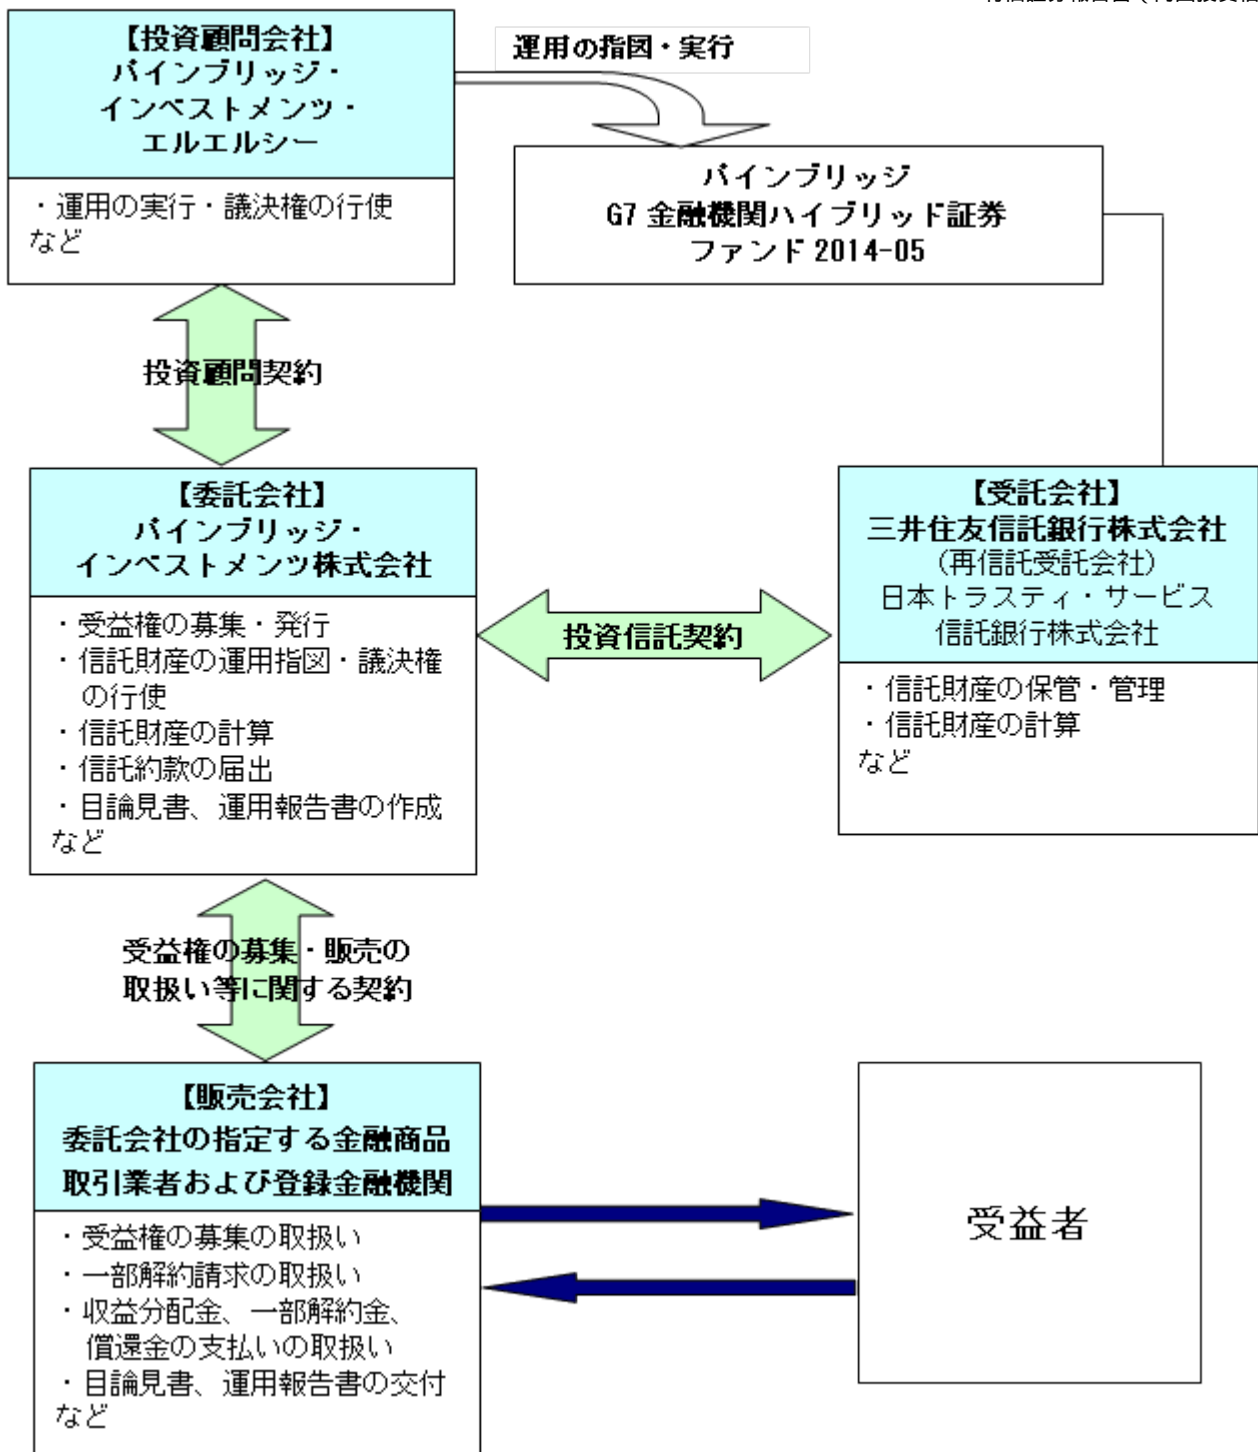 【投資顧問会社】
パインブリッジ・
インベストメンツ・
エルエルシー
・運用の実行・議決権の行使
など
運用の指図・実行
パインブリッジ
G7 金融機関ハイブリッド証券
ファンド 2014-05
投資顧問契約
【委託会社】
パインブリッジ・
インベストメンツ株式会社
・受益権の募集・発行
・信託財産の運用指図・議決権
の行使
・信託財産の計算
・信託約款の届出
・目論見書、運用報告書の作成
など
投資信託契約
【受託会社】
三井住友信託銀行株式会社
(再信託受託会社)
日本トラスティ・サービス
信託銀行株式会社
・信託財産の保管・管理
・信託財産の計算
など
受益権の募集・販売の
取扱い等に関する契約
【販売会社】
委託会社の指定する金融商品
取引業者および登録金融機関
・受益権の募集の取扱い
・一部解約請求の取扱い
・収益分配金、一部解約金、
償還金の支払いの取扱い
・目論見書、運用報告書の交付
など
受益者